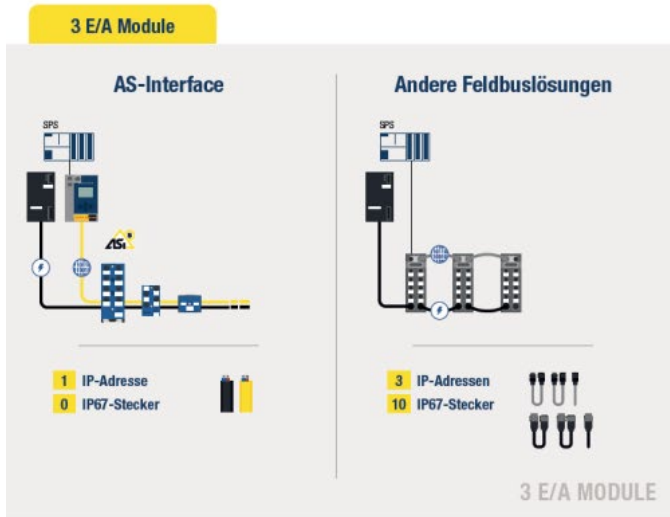 3 E/A Module
AS-Interface
SPS
ASi
1 IP-Adresse
0 IP67-Stecker
Andere Feldbuslösungen
SPS
3 IP-Adressen
10 IP67-Stecker
3 E/A MODULE